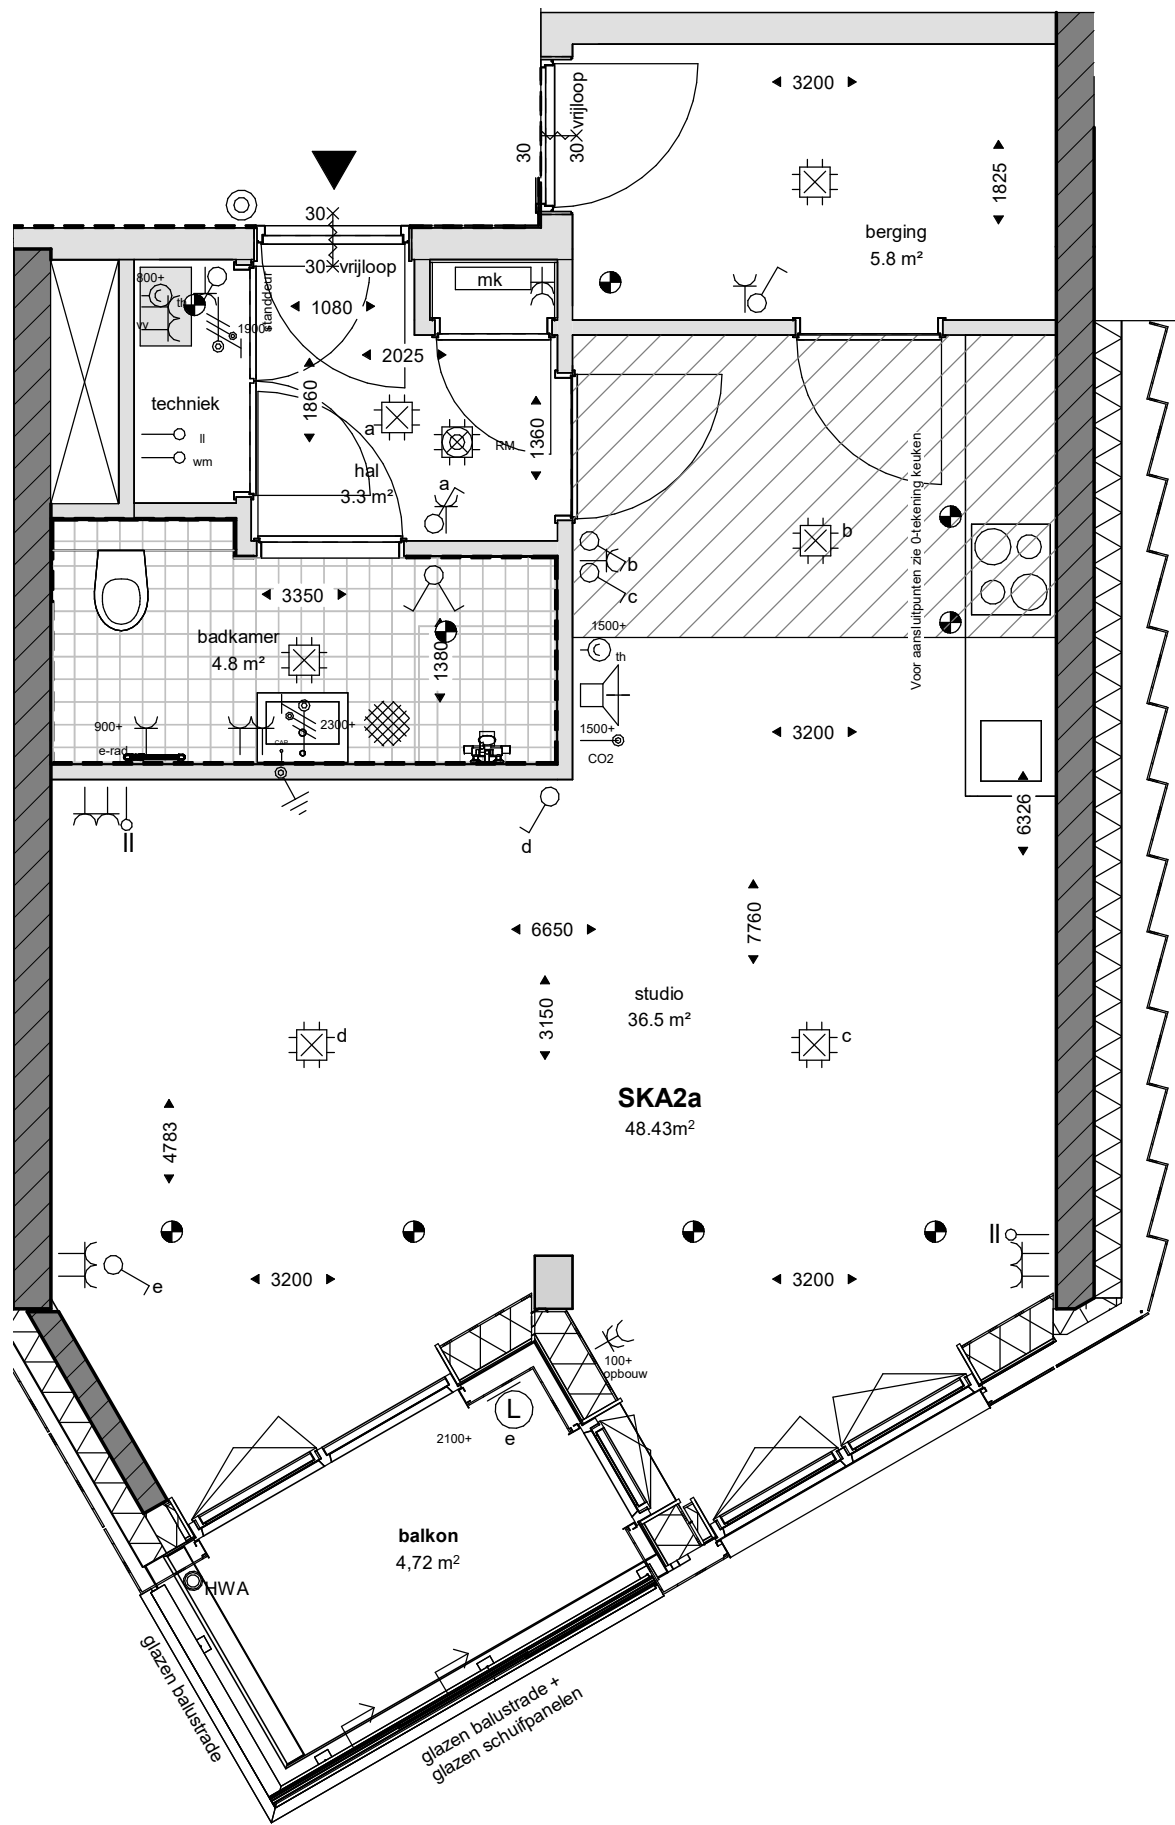 3200
30
30
vrijloop
1825
berging
5.8 m²
30
30
vrijloop
mk
800+
th
vv
1900+
standdeur
1080
2025
1860
1360
techniek
ll
wm
a
RM
hal
3.3 m²
a
b
b
c
Voor aansluitpunten zie 0-tekening keuken
3350
badkamer
4.8 m²
1380
1500+
th
1500+
CO2
900+
e-rad
2300+
CAP
3200
6326
ll
d
6650
7760
3150
studio
36.5 m²
d
c
SKA2a
48.43m²
4783
e
3200
3200
ll
100+
opbouw
L
2100+
e
balkon
4,72 m²
HWA
glazen balustrade
glazen balustrade +
glazen schuifpanelen